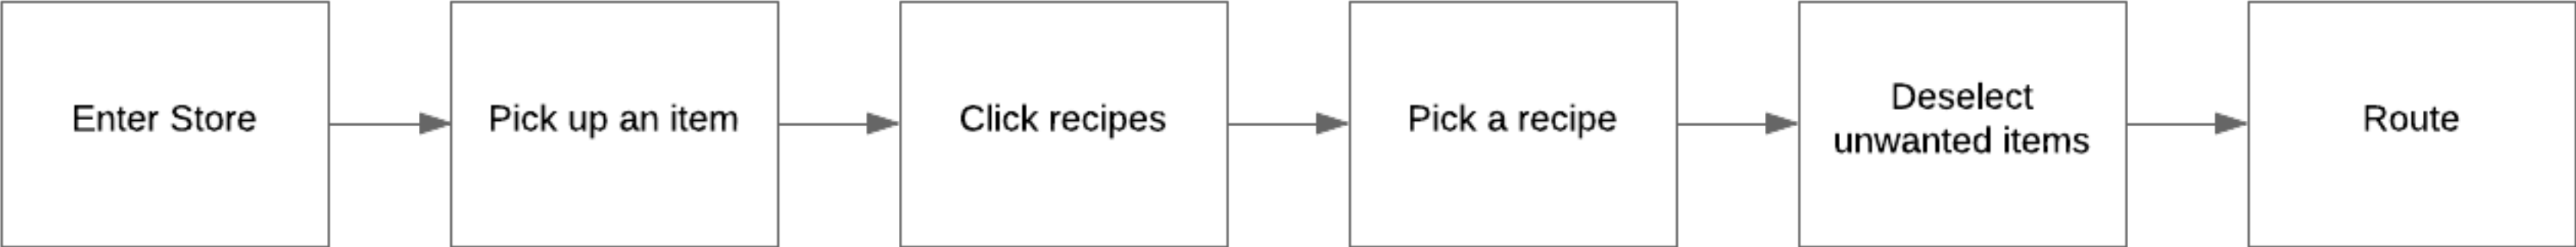 Enter Store
Pick up an item
Click recipes
Pick a recipe
Deselect
unwanted items
Route